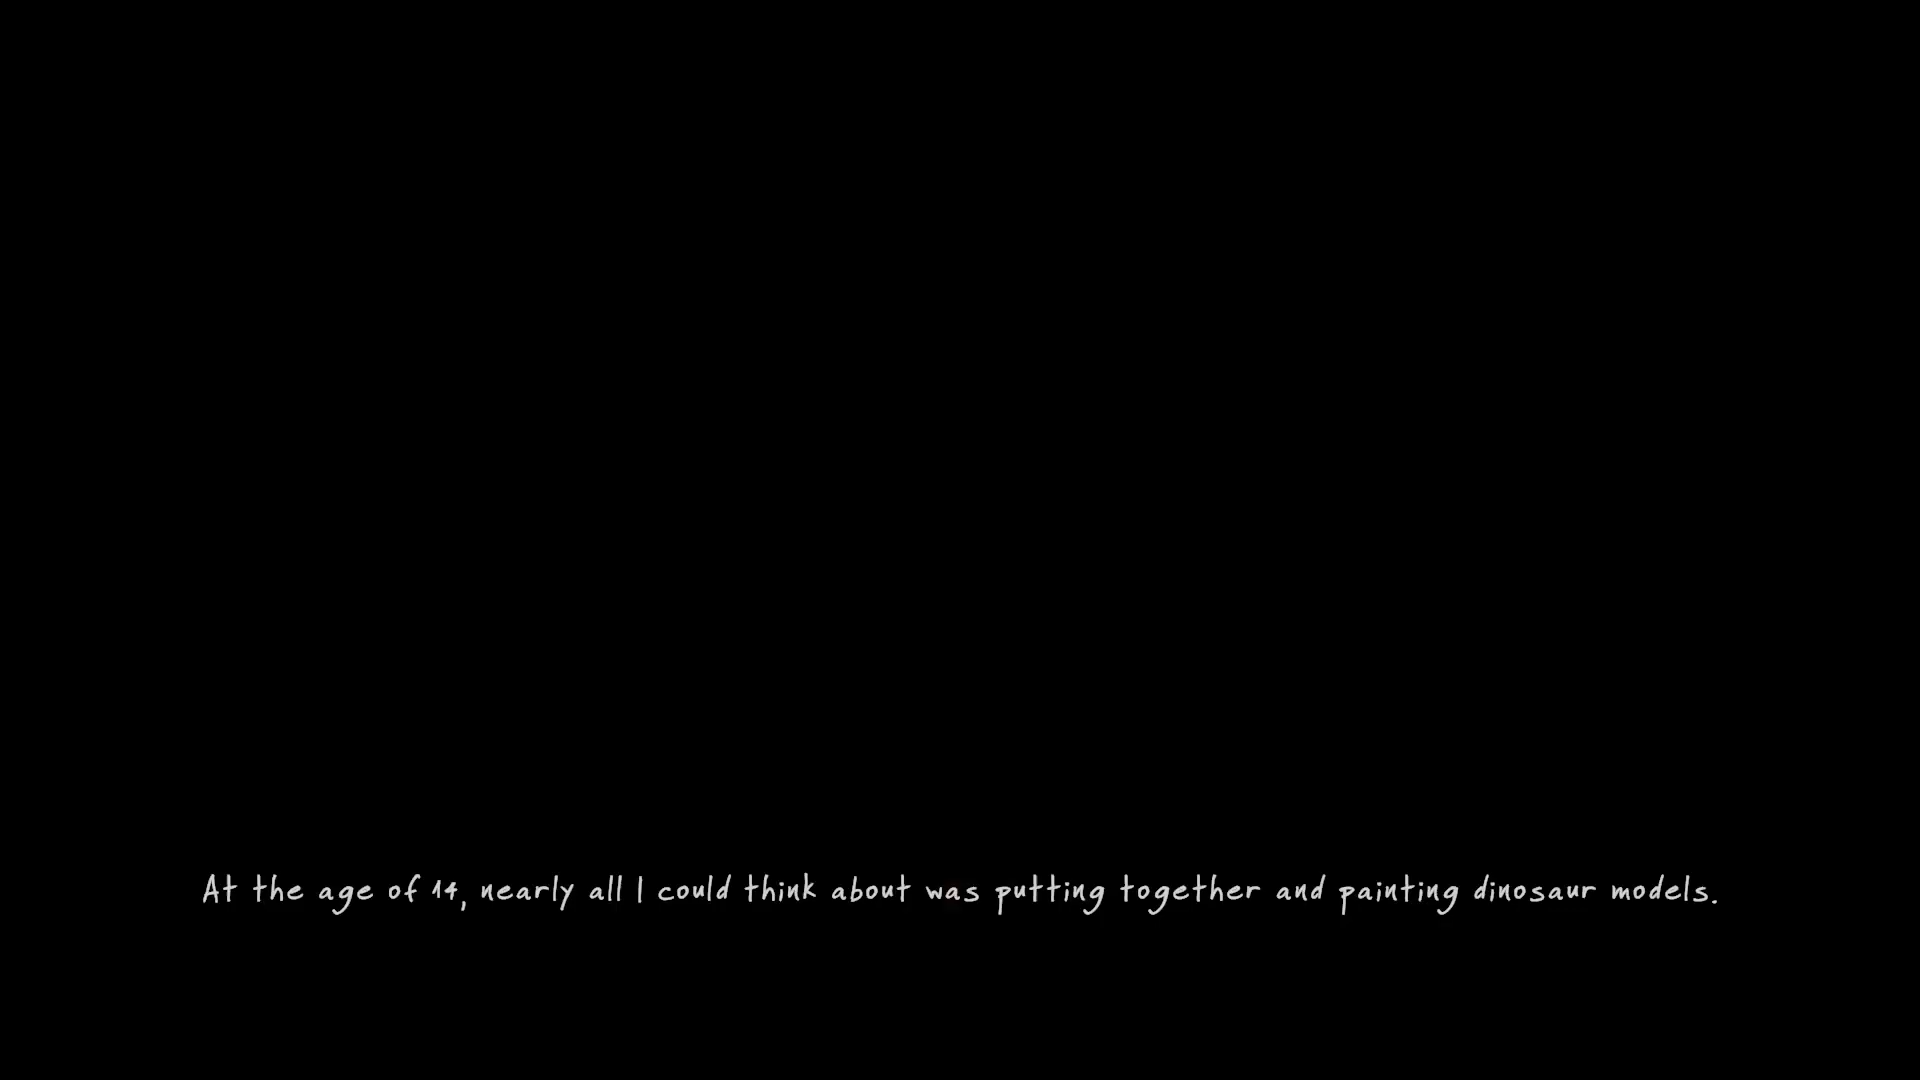 At the age of 14, nearly all I could think about was putting together and painting dinosaur models.